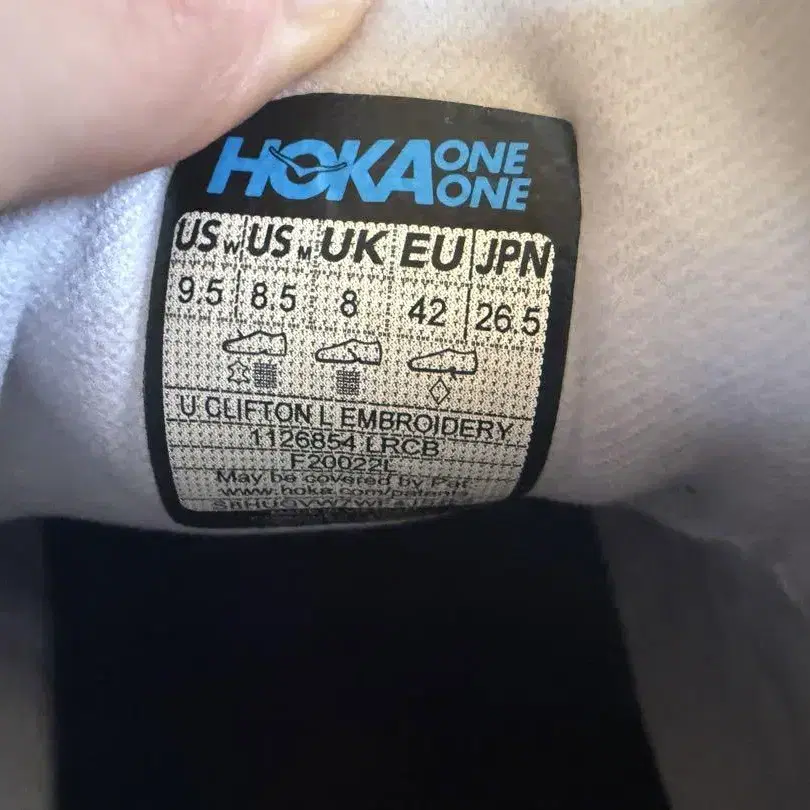 HOKA ONE ONE
US W US M UK EU JPN
9.5 8.5 8 42 26.5
U CLIFTON L EMBROIDERY
1126854 LRCB
F20022L
May be covered by Pat.
www.hoka.com/patents